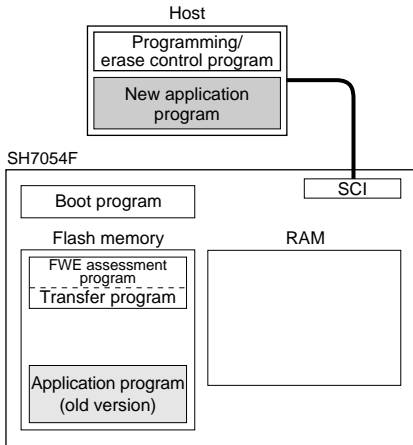 Host
Programming/
erase control program
New application
program
SH7054F
SCI
Boot program
Flash memory
RAM
FWE assessment
program
Transfer program
Application program
(old version)